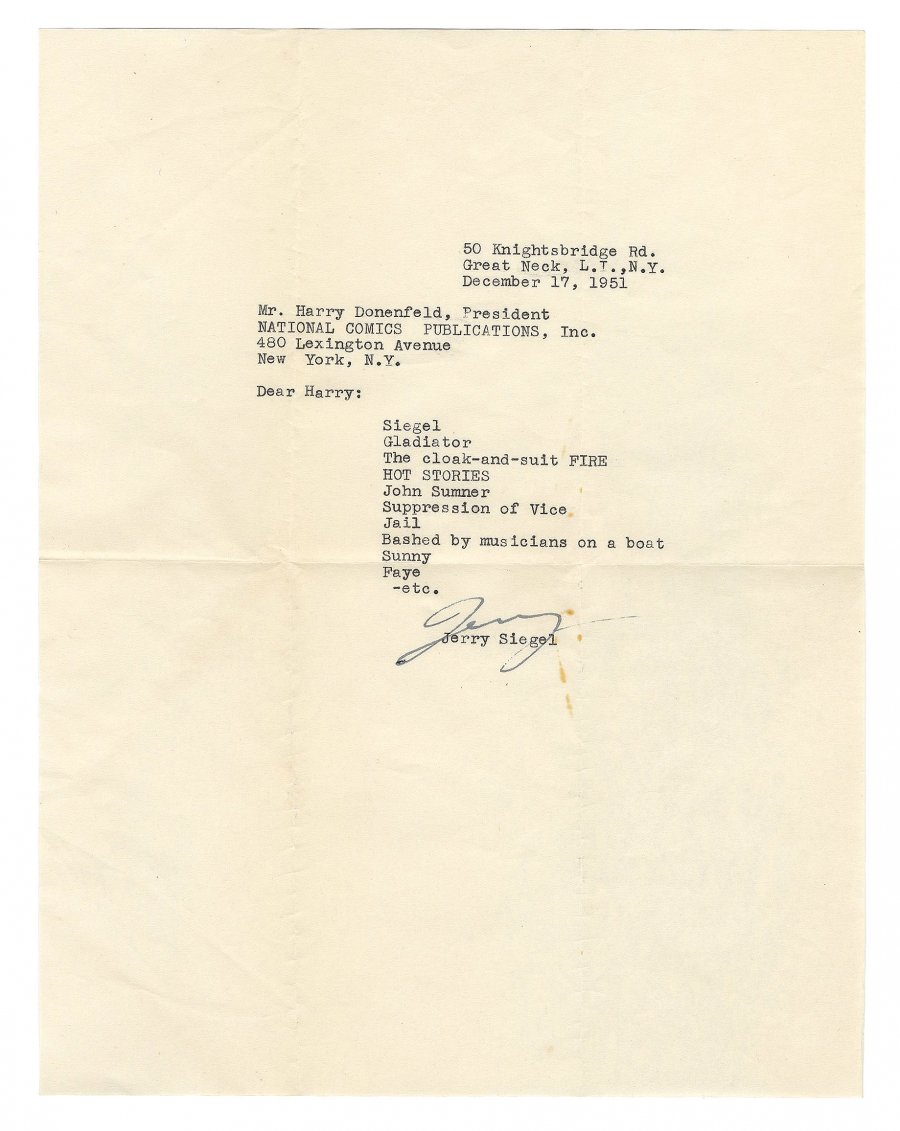 50 Knightsbridge Rd.
Great Neck, L.I.,N.Y.
December 17, 1951
Mr. Harry Donenfeld, President
NATIONAL COMICS PUBLICATIONS, Inc.
480 Lexington Avenue
New York, N.Y.
Dear Harry:
Siegel
Gladiator
The cloak-and-suit FIRE
HOT STORIES
John Sumner
Suppression of Vice
Jail
Bashed by musicians on a boat
Sunny
Faye
-etc.
Jerry
Jerry Siegel